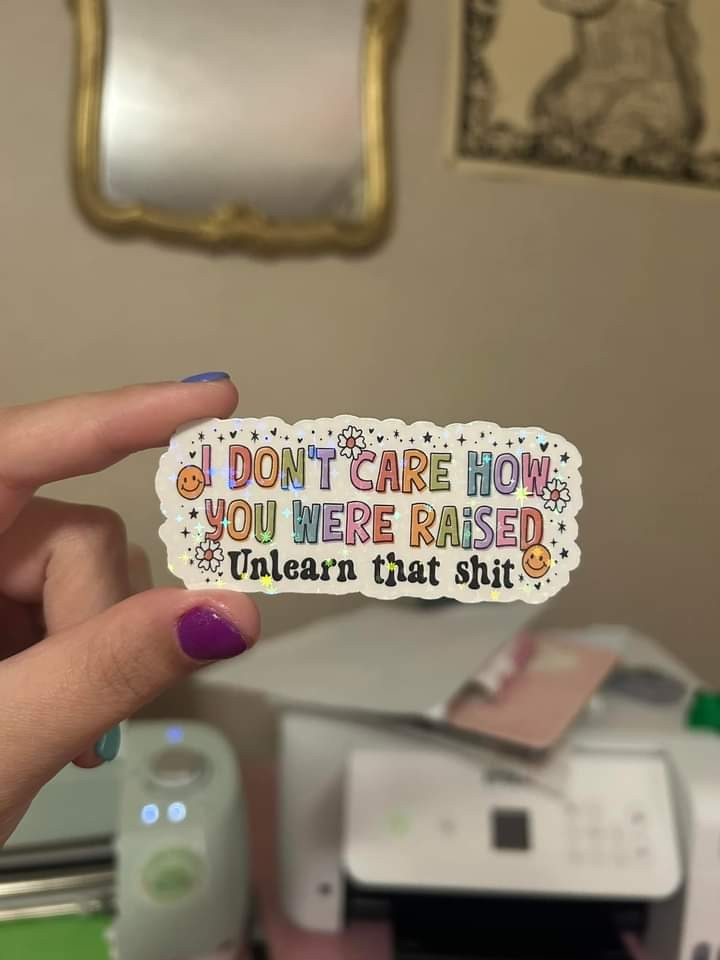 I DON'T CARE HOW
YOU WERE RAiSED
Unlearn that shit